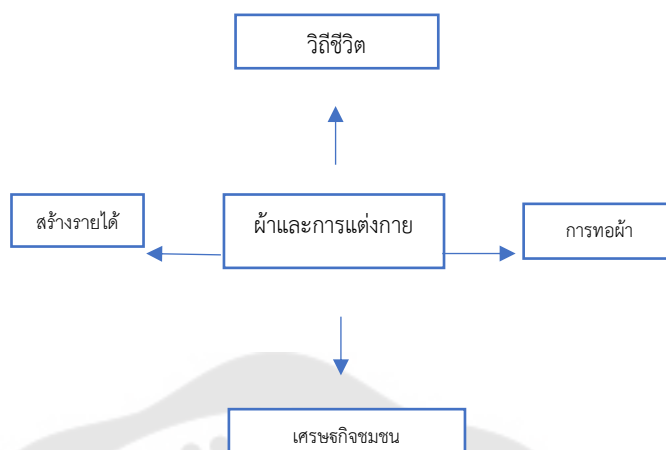 วิถีชีวิต
สร้างรายได้
ผ้าและการแต่งกาย
การทอผ้า
เศรษฐกิจชุมชน